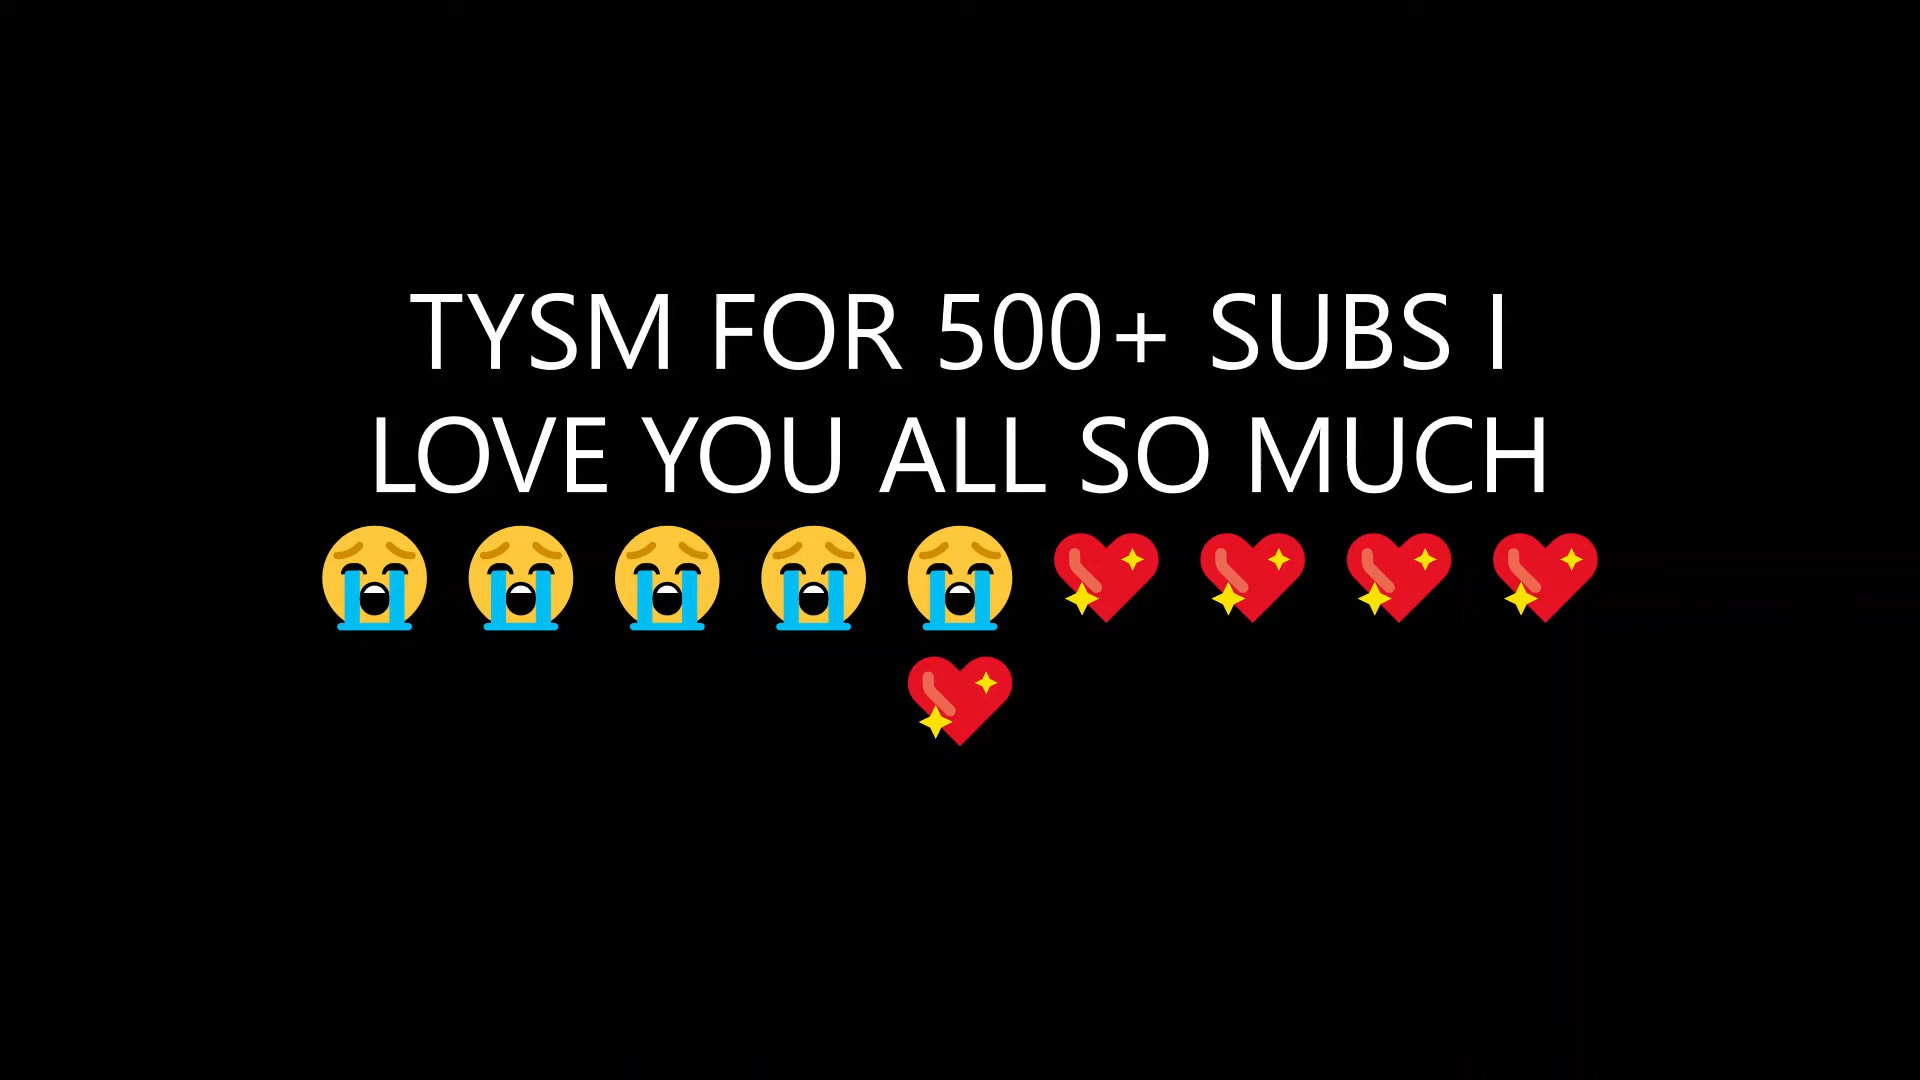 TYSM FOR 500+ SUBS I
LOVE YOU ALL SO MUCH
😭😭😭😭😭💖💖💖💖
💖